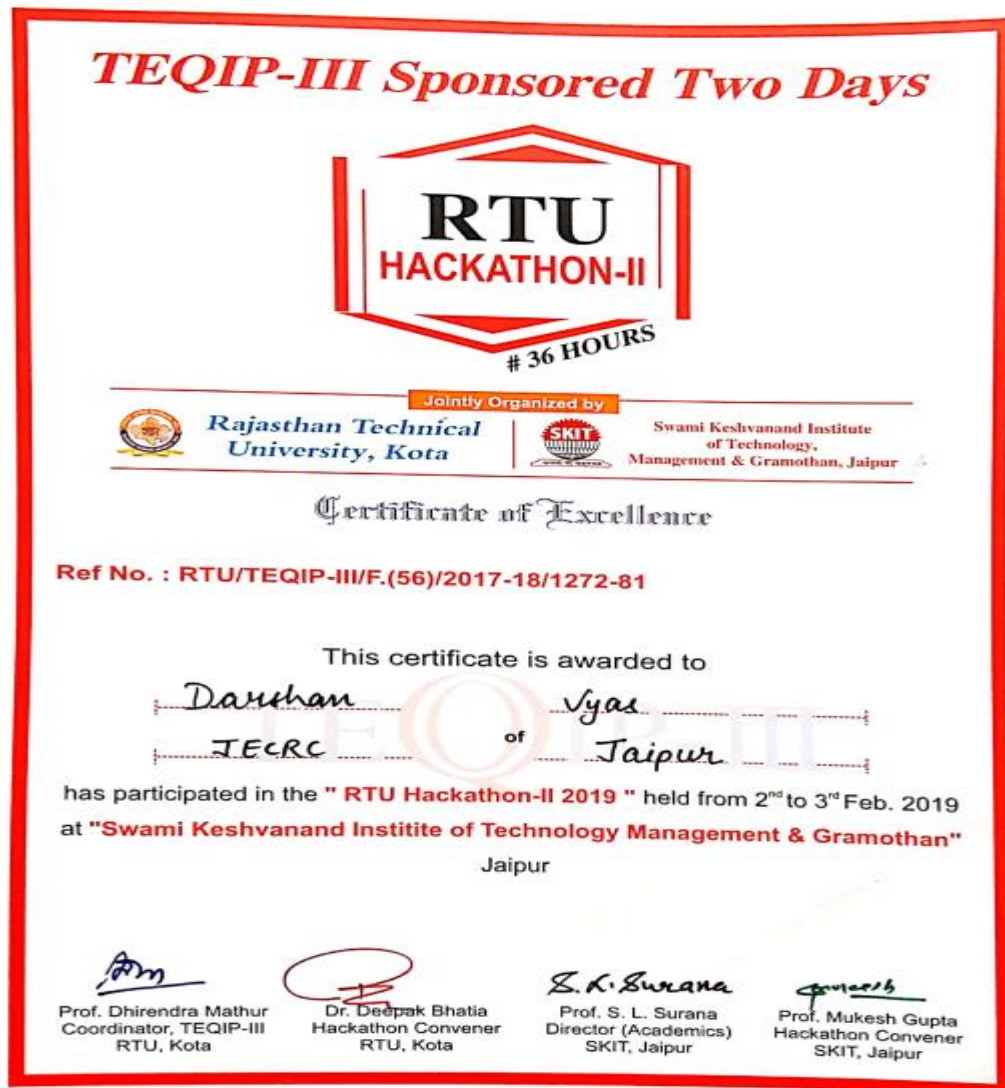 TEQIP-III Sponsored Two Days
RTU
HACKATHON-II
# 36 HOURS
Jointly Organized by
Rajasthan Technical
University, Kota
SKIT
Swami Keshvanand Institute
of Technology,
Management & Gramothan, Jaipur
Certificate of Excellence
Ref No. : RTU/TEQIP-III/F.(56)/2017-18/1272-81
TEQIP-III
This certificate is awarded to
Darshan Vyas
JECRC of Jaipur
has participated in the " RTU Hackathon-II 2019 " held from 2nd to 3rd Feb. 2019
at "Swami Keshvanand Institite of Technology Management & Gramothan"
Jaipur
S. L. Surana
Prof. Dhirendra Mathur
Coordinator, TEQIP-III
RTU, Kota
Dr. Deepak Bhatia
Hackathon Convener
RTU, Kota
Prof. S. L. Surana
Director (Academics)
SKIT, Jaipur
Prof. Mukesh Gupta
Hackathon Convener
SKIT, Jaipur